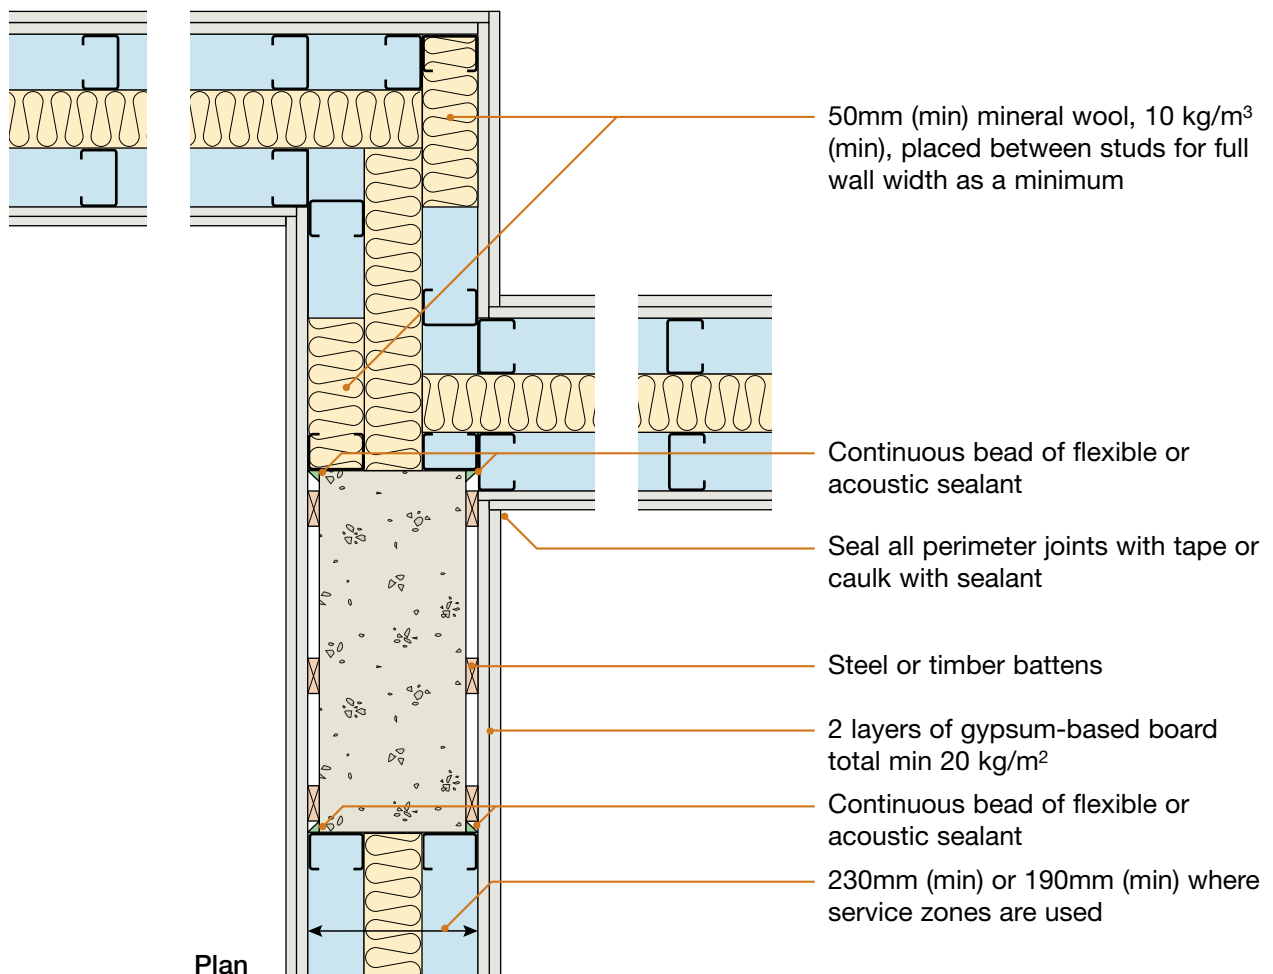 50mm (min) mineral wool, 10 kg/m³
(min), placed between studs for full
wall width as a minimum
Continuous bead of flexible or
acoustic sealant
Seal all perimeter joints with tape or
caulk with sealant
Steel or timber battens
2 layers of gypsum-based board
total min 20 kg/m²
Continuous bead of flexible or
acoustic sealant
230mm (min) or 190mm (min) where
service zones are used
Plan